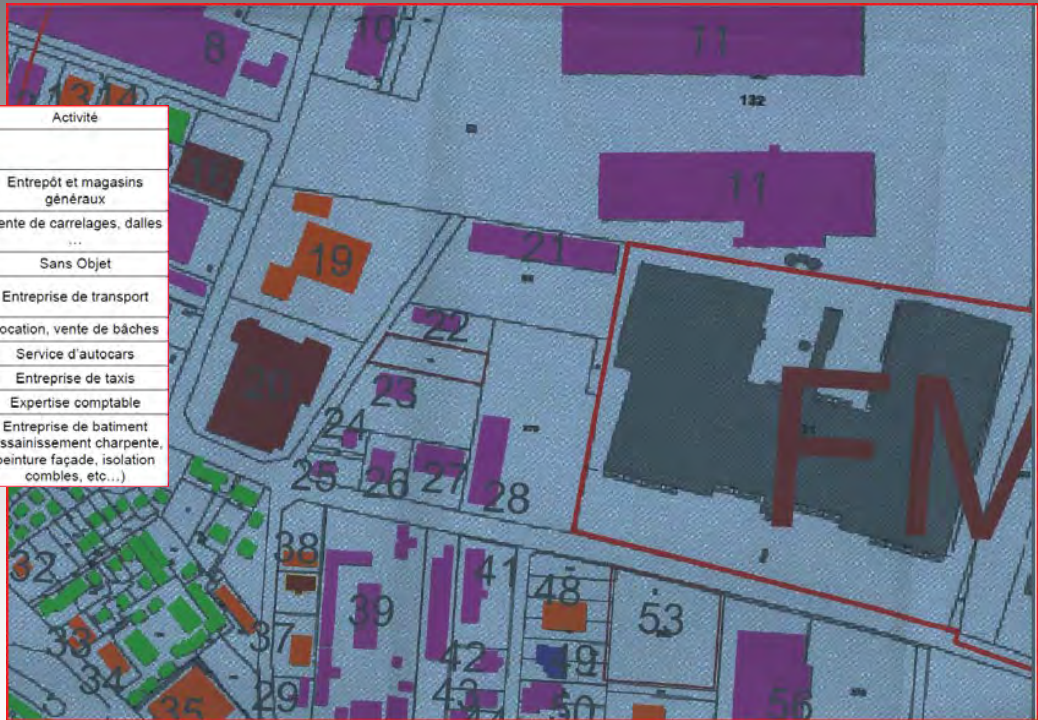 8
10
11
13
14
132
Activité
Entrepôt et magasins
généraux
ente de carrelages, dalles
...
Sans Objet
Entreprise de transport
ocation, vente de bâches
Service d'autocars
Entreprise de taxis
Expertise comptable
Entreprise de batiment
ssainissement charpente,
peinture façade, isolation
combles, etc...)
11
19
21
22
20
23
24
25
26
27
28
FM
32
33
34
35
37
38
39
29
41
42
43
48
49
50
53
56